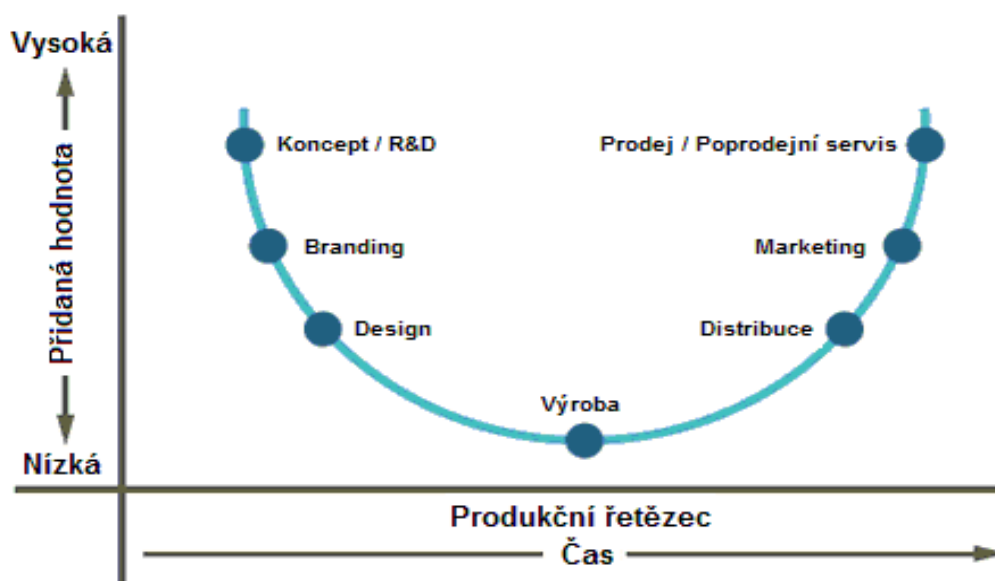 Vysoká
Přidaná hodnota
Nízká
Koncept / R&D
Prodej / Poprodejní servis
Branding
Marketing
Design
Distribuce
Výroba
Produkční řetězec
Čas